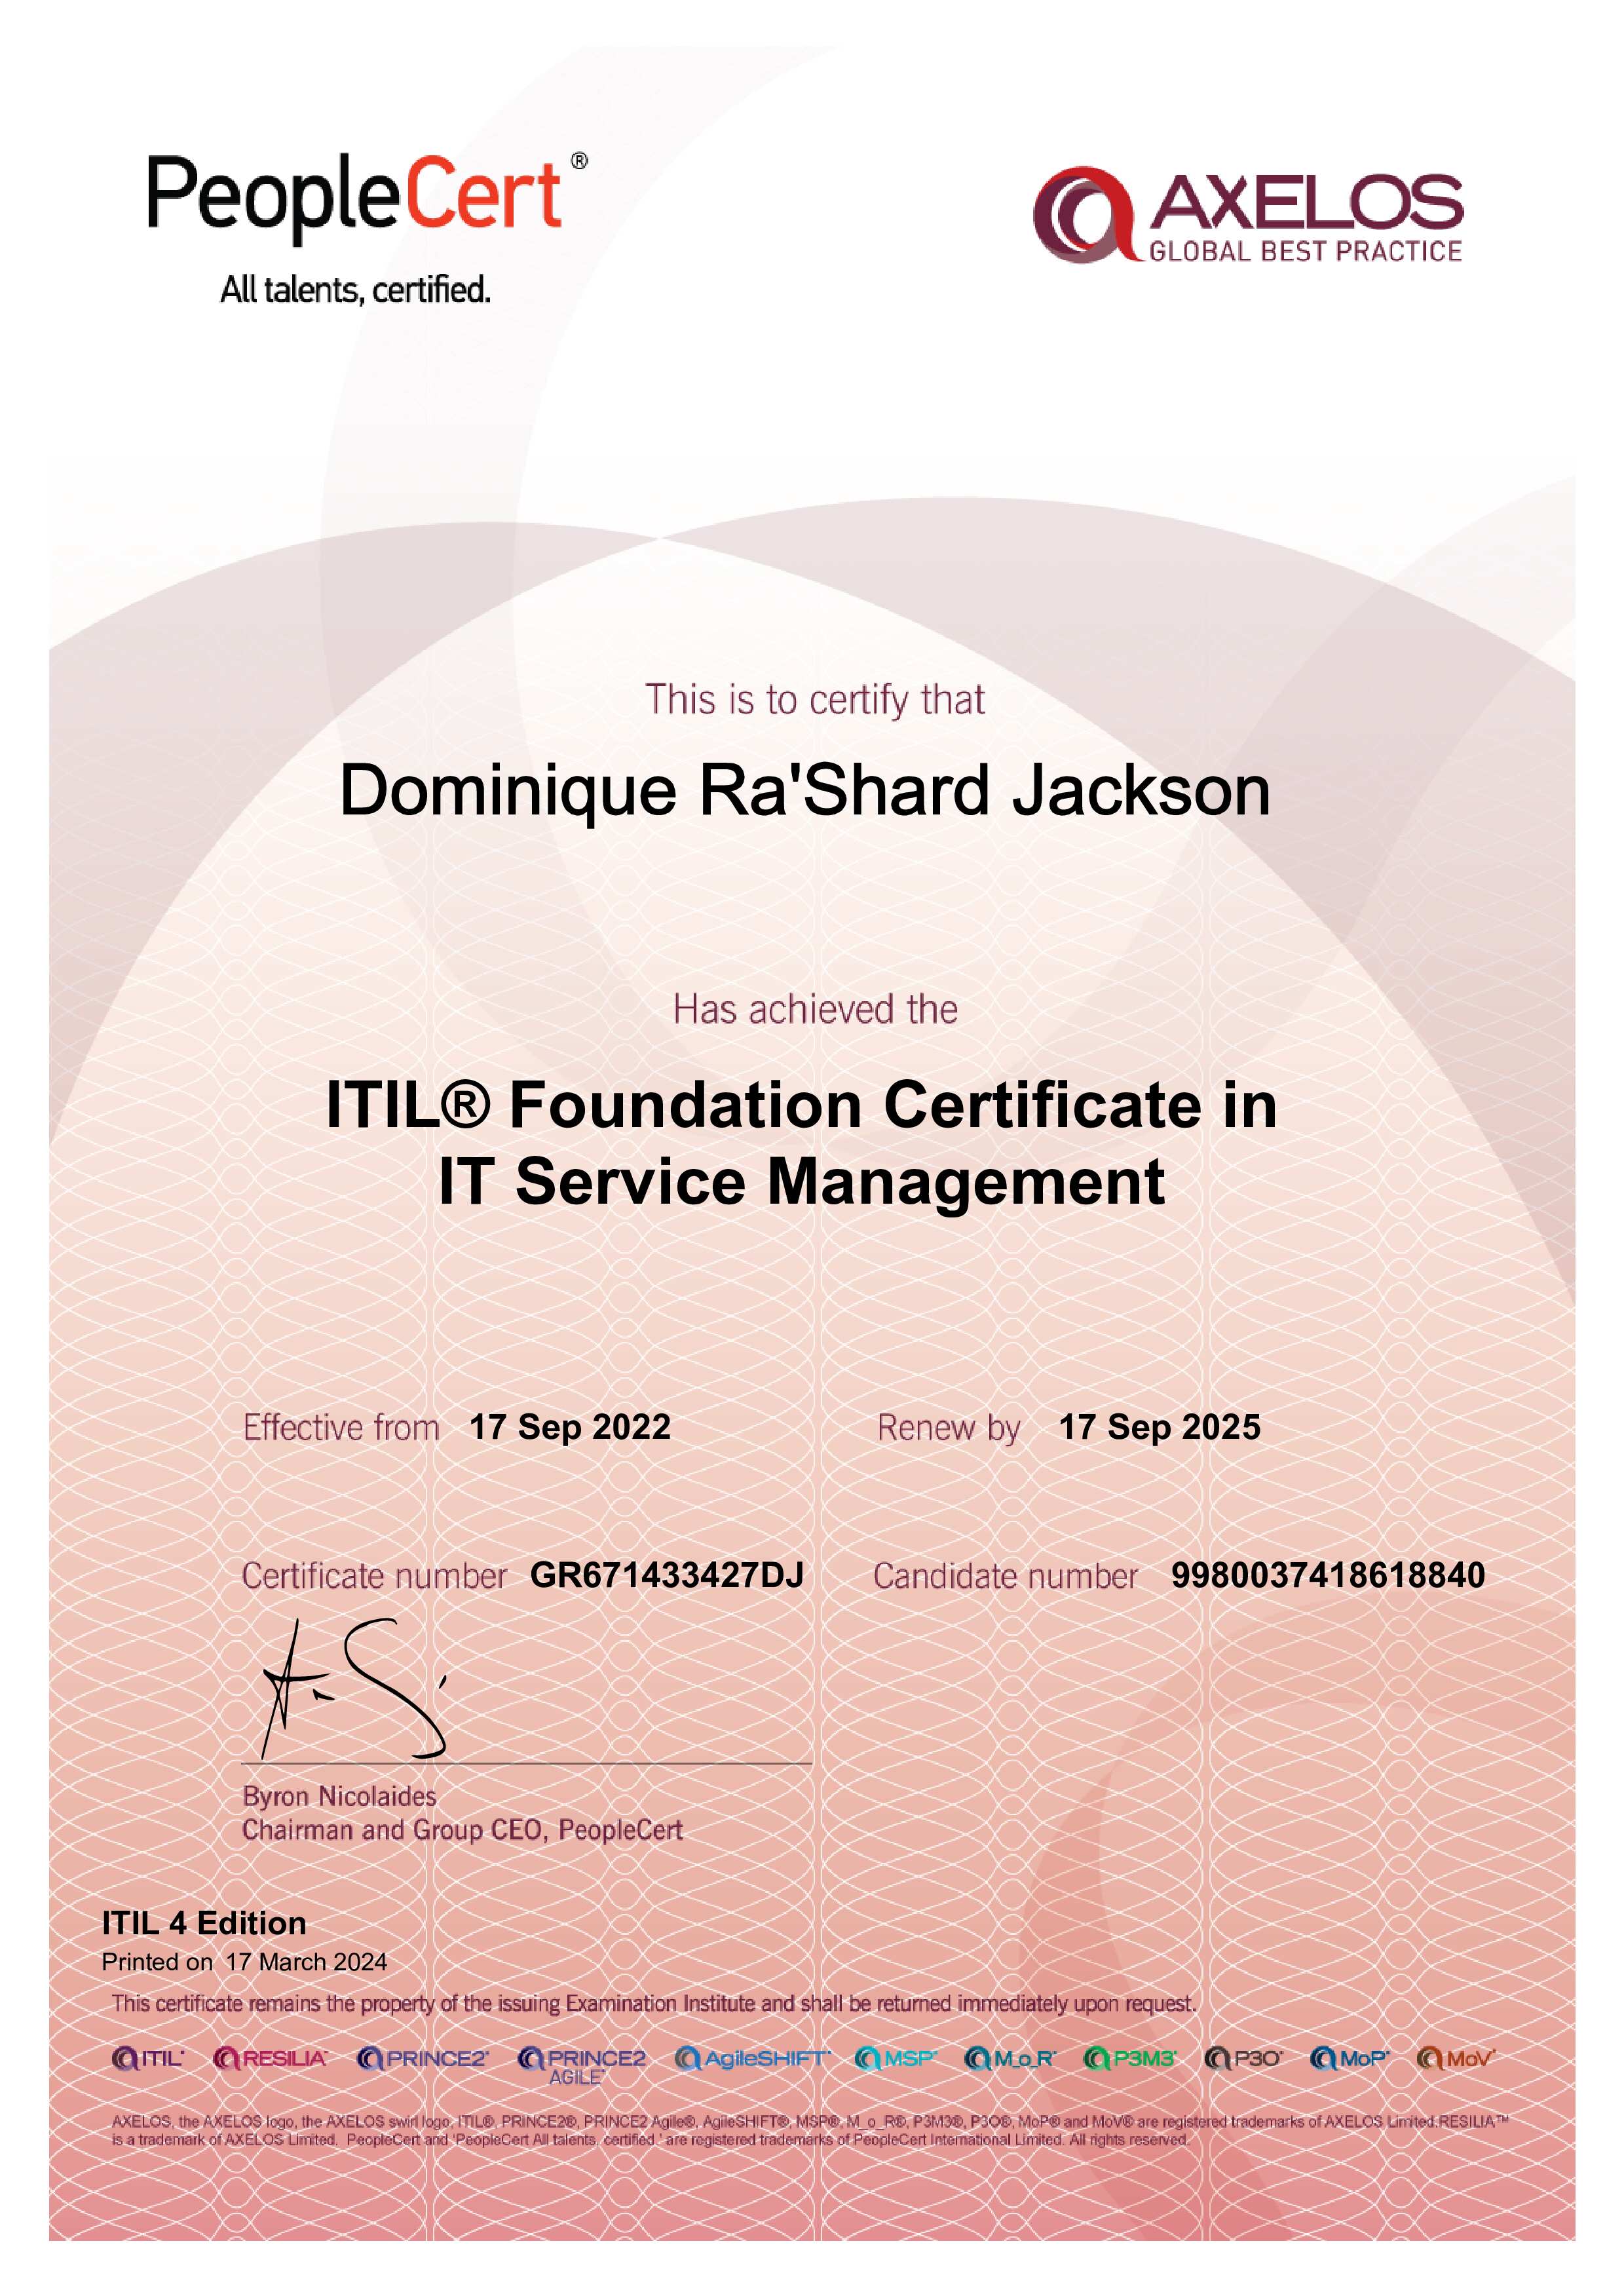 PeopleCert®
All talents, certified.
AXELOS
GLOBAL BEST PRACTICE
This is to certify that
Dominique Ra'Shard Jackson
Has achieved the
ITIL® Foundation Certificate in
IT Service Management
Effective from 17 Sep 2022 Renew by 17 Sep 2025
Certificate number GR671433427DJ Candidate number 9980037418618840
Byron Nicolaides
Chairman and Group CEO, PeopleCert
ITIL 4 Edition
Printed on 17 March 2024
This certificate remains the property of the issuing Examination Institute and shall be returned immediately upon request.
ITIL® RESILIA™ PRINCE2® PRINCE2 AgileSHIFT® MSP® M_o_R® P3M3® P3O® MoP® MoV®
AGILE®
AXELOS, the AXELOS logo, the AXELOS swirl logo, ITIL®, PRINCE2®, PRINCE2 Agile®, AgileSHIFT®, MSP®, M_o_R®, P3M3®, P3O®, MoP® and MoV® are registered trademarks of AXELOS Limited.RESILIA™
is a trademark of AXELOS Limited. PeopleCert and 'PeopleCert All talents, certified.' are registered trademarks of PeopleCert International Limited. All rights reserved.